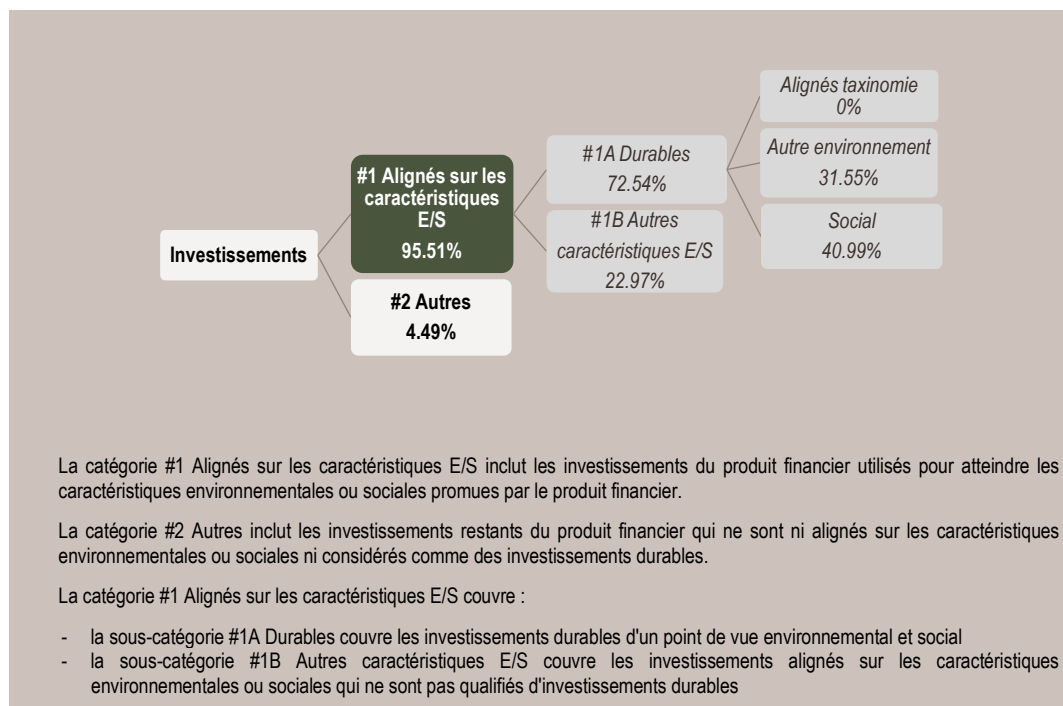 Investissements
#1 Alignés sur les
caractéristiques
E/S
95.51%
#2 Autres
4.49%
#1A Durables
72.54%
#1B Autres
caractéristiques E/S
22.97%
Alignés taxinomie
0%
Autre environnement
31.55%
Social
40.99%
La catégorie #1 Alignés sur les caractéristiques E/S inclut les investissements du produit financier utilisés pour atteindre les
caractéristiques environnementales ou sociales promues par le produit financier.
La catégorie #2 Autres inclut les investissements restants du produit financier qui ne sont ni alignés sur les caractéristiques
environnementales ou sociales ni considérés comme des investissements durables.
La catégorie #1 Alignés sur les caractéristiques E/S couvre :
- la sous-catégorie #1A Durables couvre les investissements durables d'un point de vue environnemental et social
- la sous-catégorie #1B Autres caractéristiques E/S couvre les investissements alignés sur les caractéristiques
environnementales ou sociales qui ne sont pas qualifiés d'investissements durables